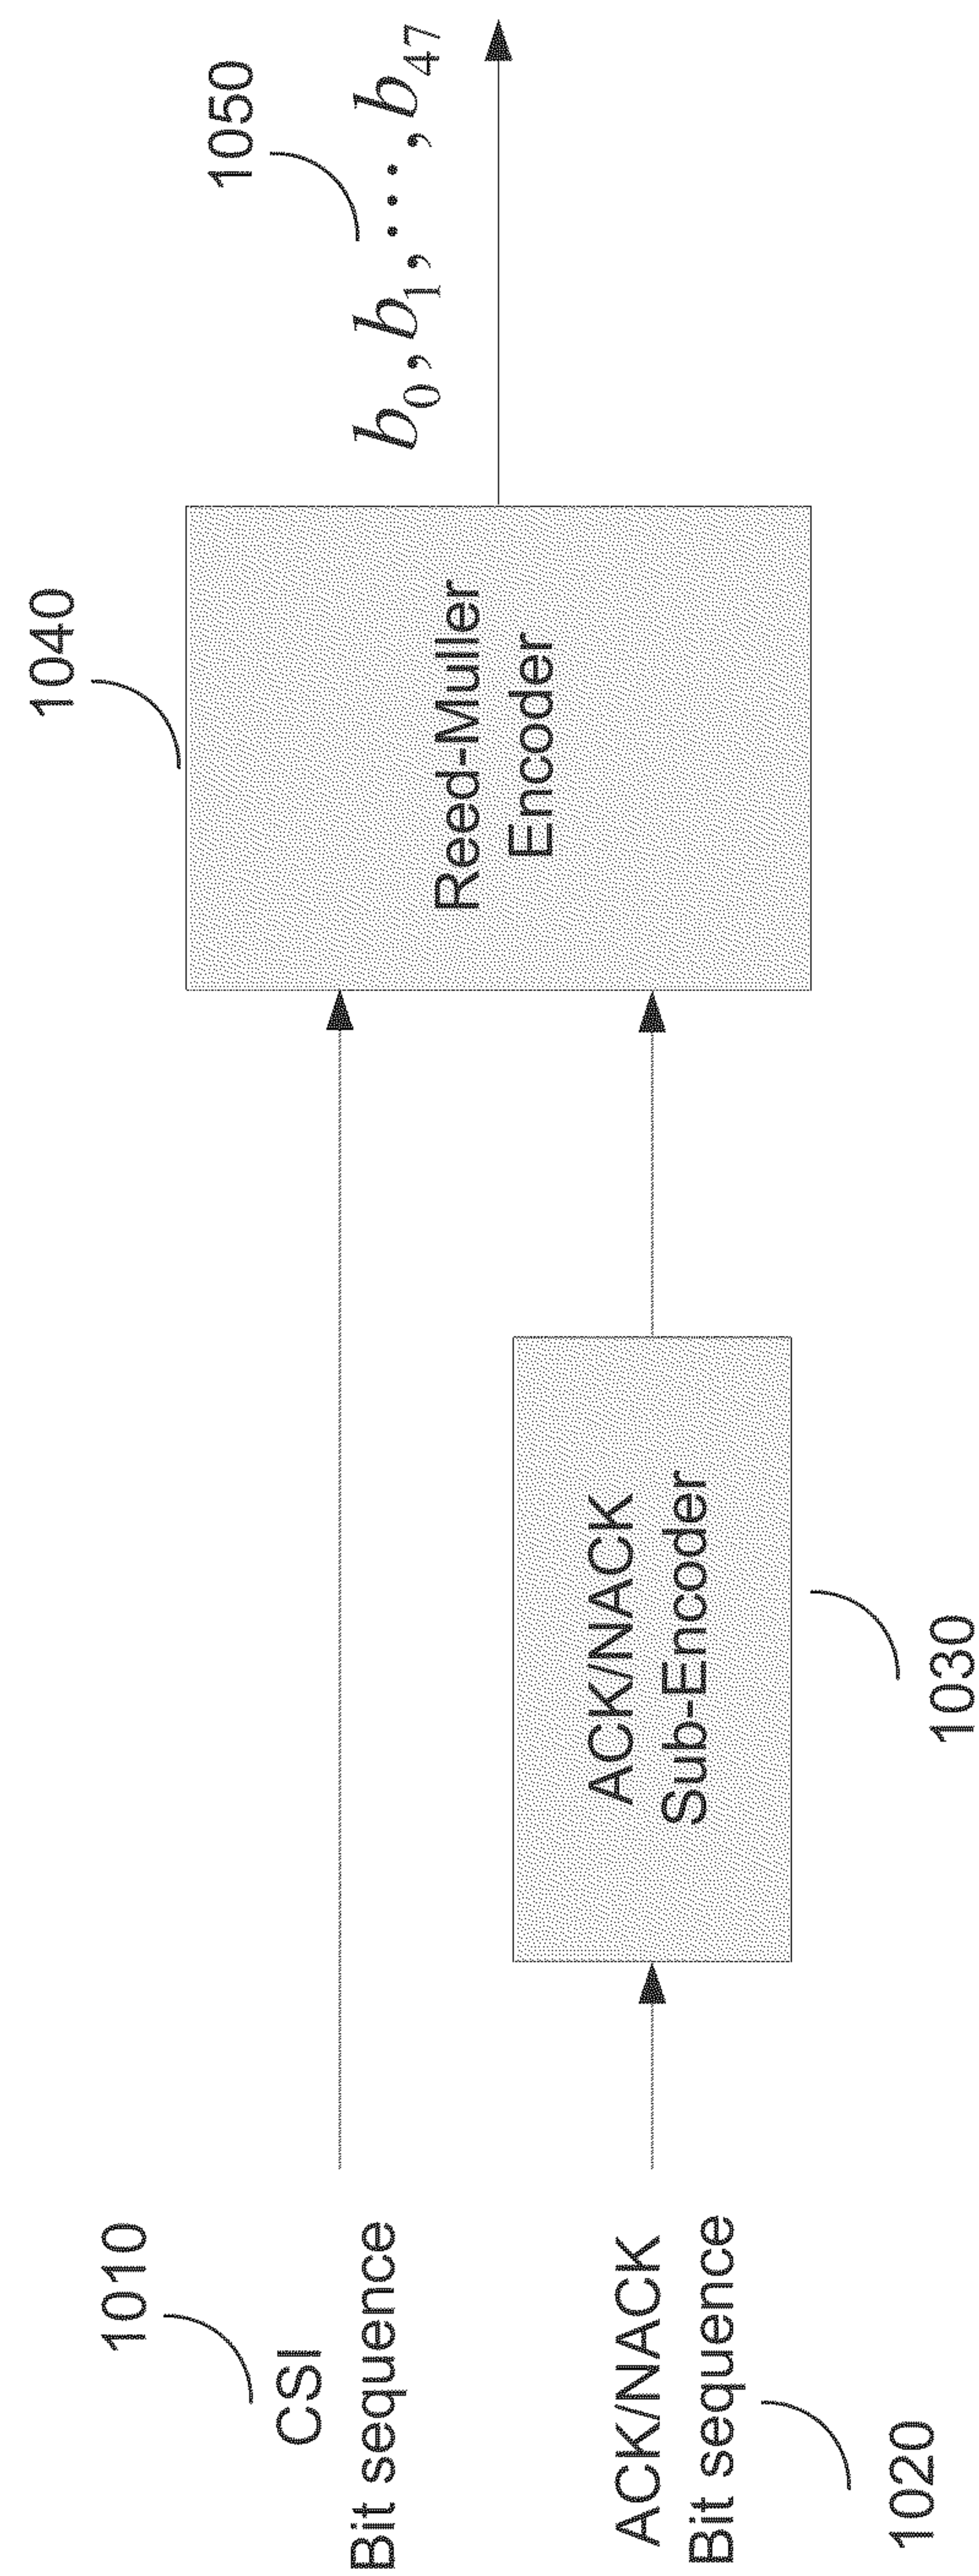 1010
CSI
Bit sequence
ACK/NACK
Bit sequence
1020
ACK/NACK
Sub-Encoder
1030
1040
Reed-Muller
Encoder
1050
b₀, b₁, ..., b₄₇